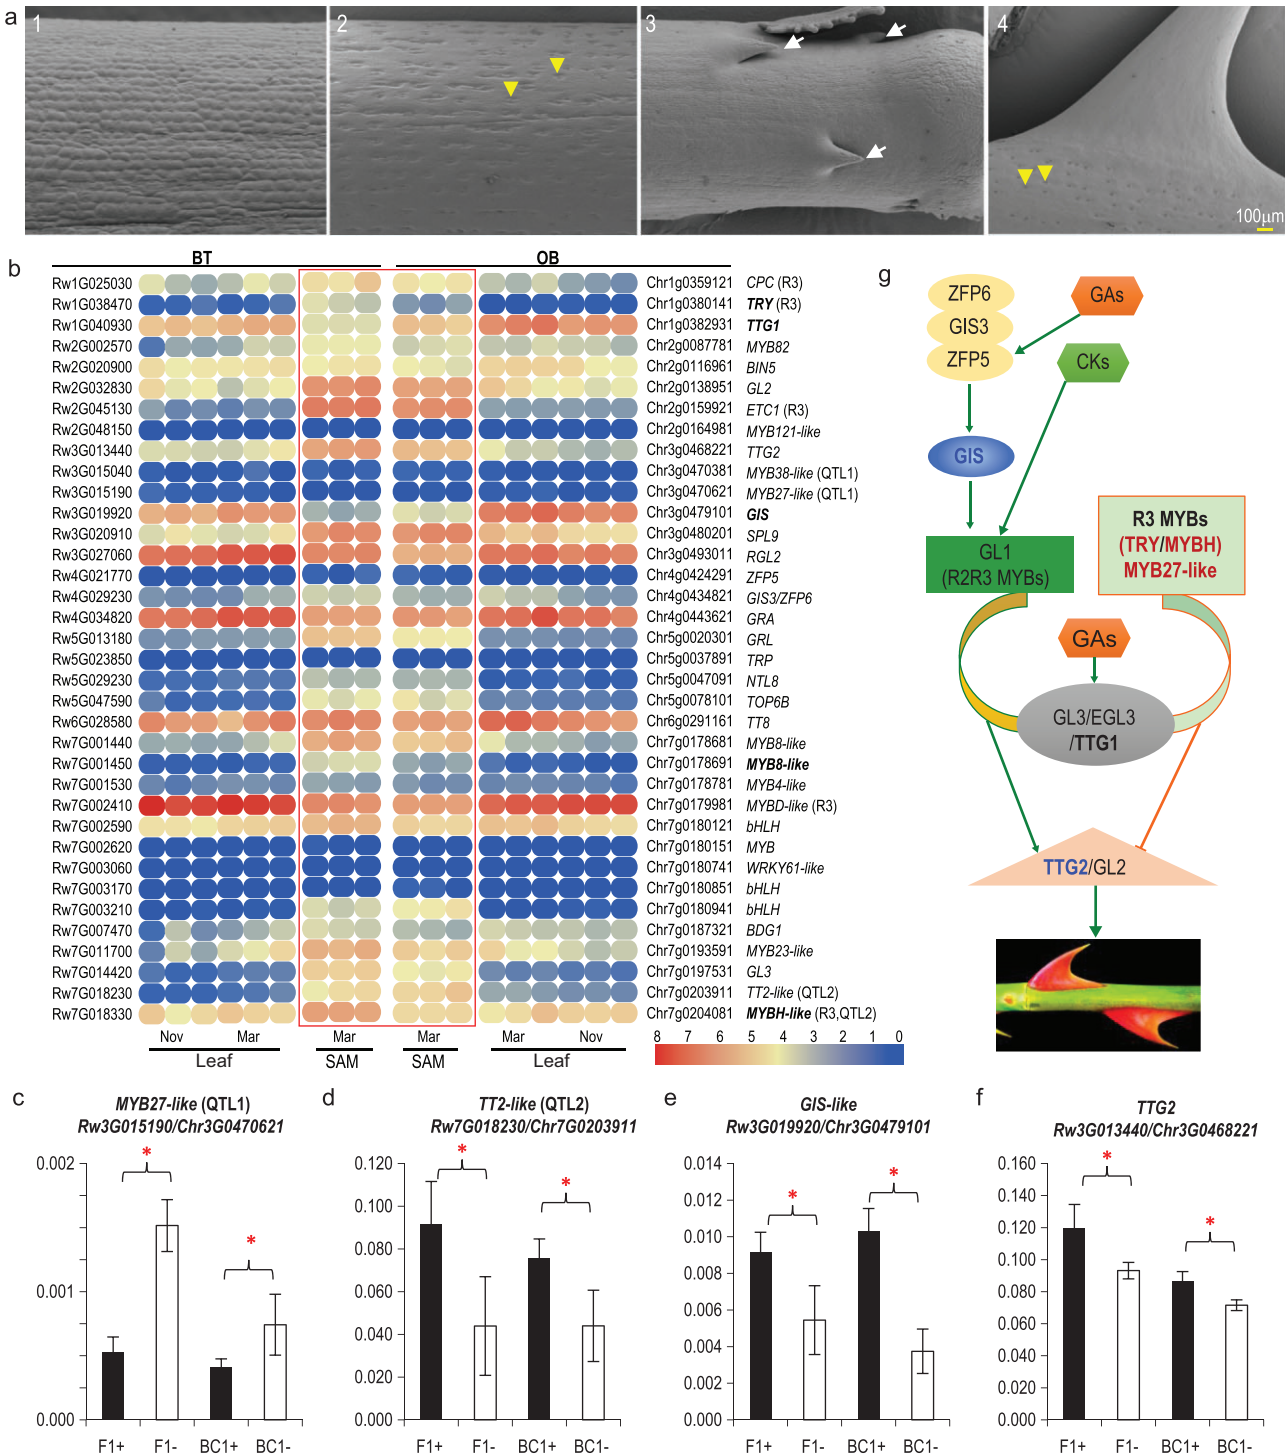 a
1
2
3
4
100μm
b
BT
OB
Rw1G025030 Chr1g0359121 CPC (R3)
Rw1G038470 Chr1g0380141 TRY (R3)
Rw1G040930 Chr1g0382931 TTG1
Rw2G002570 Chr2g0087781 MYB82
Rw2G020900 Chr2g0116961 BIN5
Rw2G032830 Chr2g0138951 GL2
Rw2G045130 Chr2g0159921 ETC1 (R3)
Rw2G048150 Chr2g0164981 MYB121-like
Rw3G013440 Chr3g0468221 TTG2
Rw3G015040 Chr3g0470381 MYB38-like (QTL1)
Rw3G015190 Chr3g0470621 MYB27-like (QTL1)
Rw3G019920 Chr3g0479101 GIS
Rw3G020910 Chr3g0480201 SPL9
Rw3G027060 Chr3g0493011 RGL2
Rw4G021770 Chr4g0424291 ZFP5
Rw4G029230 Chr4g0434821 GIS3/ZFP6
Rw4G034820 Chr4g0443621 GRA
Rw5G013180 Chr5g0020301 GRL
Rw5G023850 Chr5g0037891 TRP
Rw5G029230 Chr5g0047091 NTL8
Rw5G047590 Chr5g0078101 TOP6B
Rw6G028580 Chr6g0291161 TT8
Rw7G001440 Chr7g0178681 MYB8-like
Rw7G001450 Chr7g0178691 MYB8-like
Rw7G001530 Chr7g0178781 MYB4-like
Rw7G002410 Chr7g0179981 MYBD-like (R3)
Rw7G002590 Chr7g0180121 bHLH
Rw7G002620 Chr7g0180151 MYB
Rw7G003060 Chr7g0180741 WRKY61-like
Rw7G003170 Chr7g0180851 bHLH
Rw7G003210 Chr7g0180941 bHLH
Rw7G007470 Chr7g0187321 BDG1
Rw7G011700 Chr7g0193591 MYB23-like
Rw7G014420 Chr7g0197531 GL3
Rw7G018230 Chr7g0203911 TT2-like (QTL2)
Rw7G018330 Chr7g0204081 MYBH-like (R3,QTL2)
Nov Mar Mar Mar Mar Nov
Leaf SAM SAM Leaf
8 7 6 5 4 3 2 1 0
g
ZFP6
GIS3
ZFP5
GAs
CKs
GIS
GL1
(R2R3 MYBs)
R3 MYBs
(TRY/MYBH)
MYB27-like
GAs
GL3/EGL3
/TTG1
TTG2/GL2
c
MYB27-like (QTL1)
Rw3G015190/Chr3G0470621
0.002
0.001
0.000
*
*
F1+ F1- BC1+ BC1-
d
TT2-like (QTL2)
Rw7G018230/Chr7G0203911
0.120
0.100
0.080
0.060
0.040
0.020
0.000
*
*
F1+ F1- BC1+ BC1-
e
GIS-like
Rw3G019920/Chr3G0479101
0.014
0.012
0.010
0.008
0.006
0.004
0.002
0.000
*
*
F1+ F1- BC1+ BC1-
f
TTG2
Rw3G013440/Chr3G0468221
0.160
0.140
0.120
0.100
0.080
0.060
0.040
0.020
0.000
*
*
F1+ F1- BC1+ BC1-